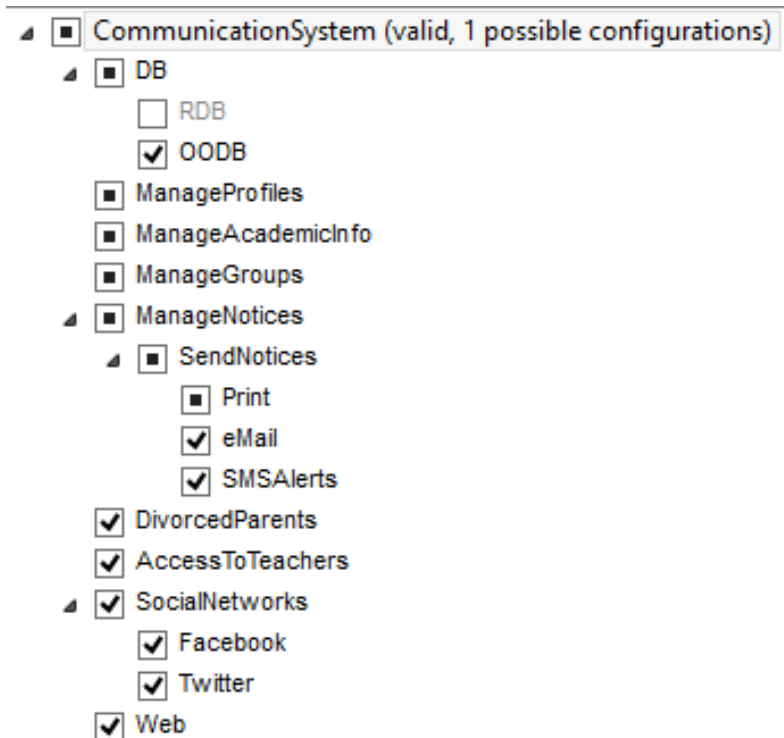 CommunicationSystem (valid, 1 possible configurations)
DB
RDB
OODB
ManageProfiles
ManageAcademicInfo
ManageGroups
ManageNotices
SendNotices
Print
eMail
SMSAlerts
DivorcedParents
AccessToTeachers
SocialNetworks
Facebook
Twitter
Web